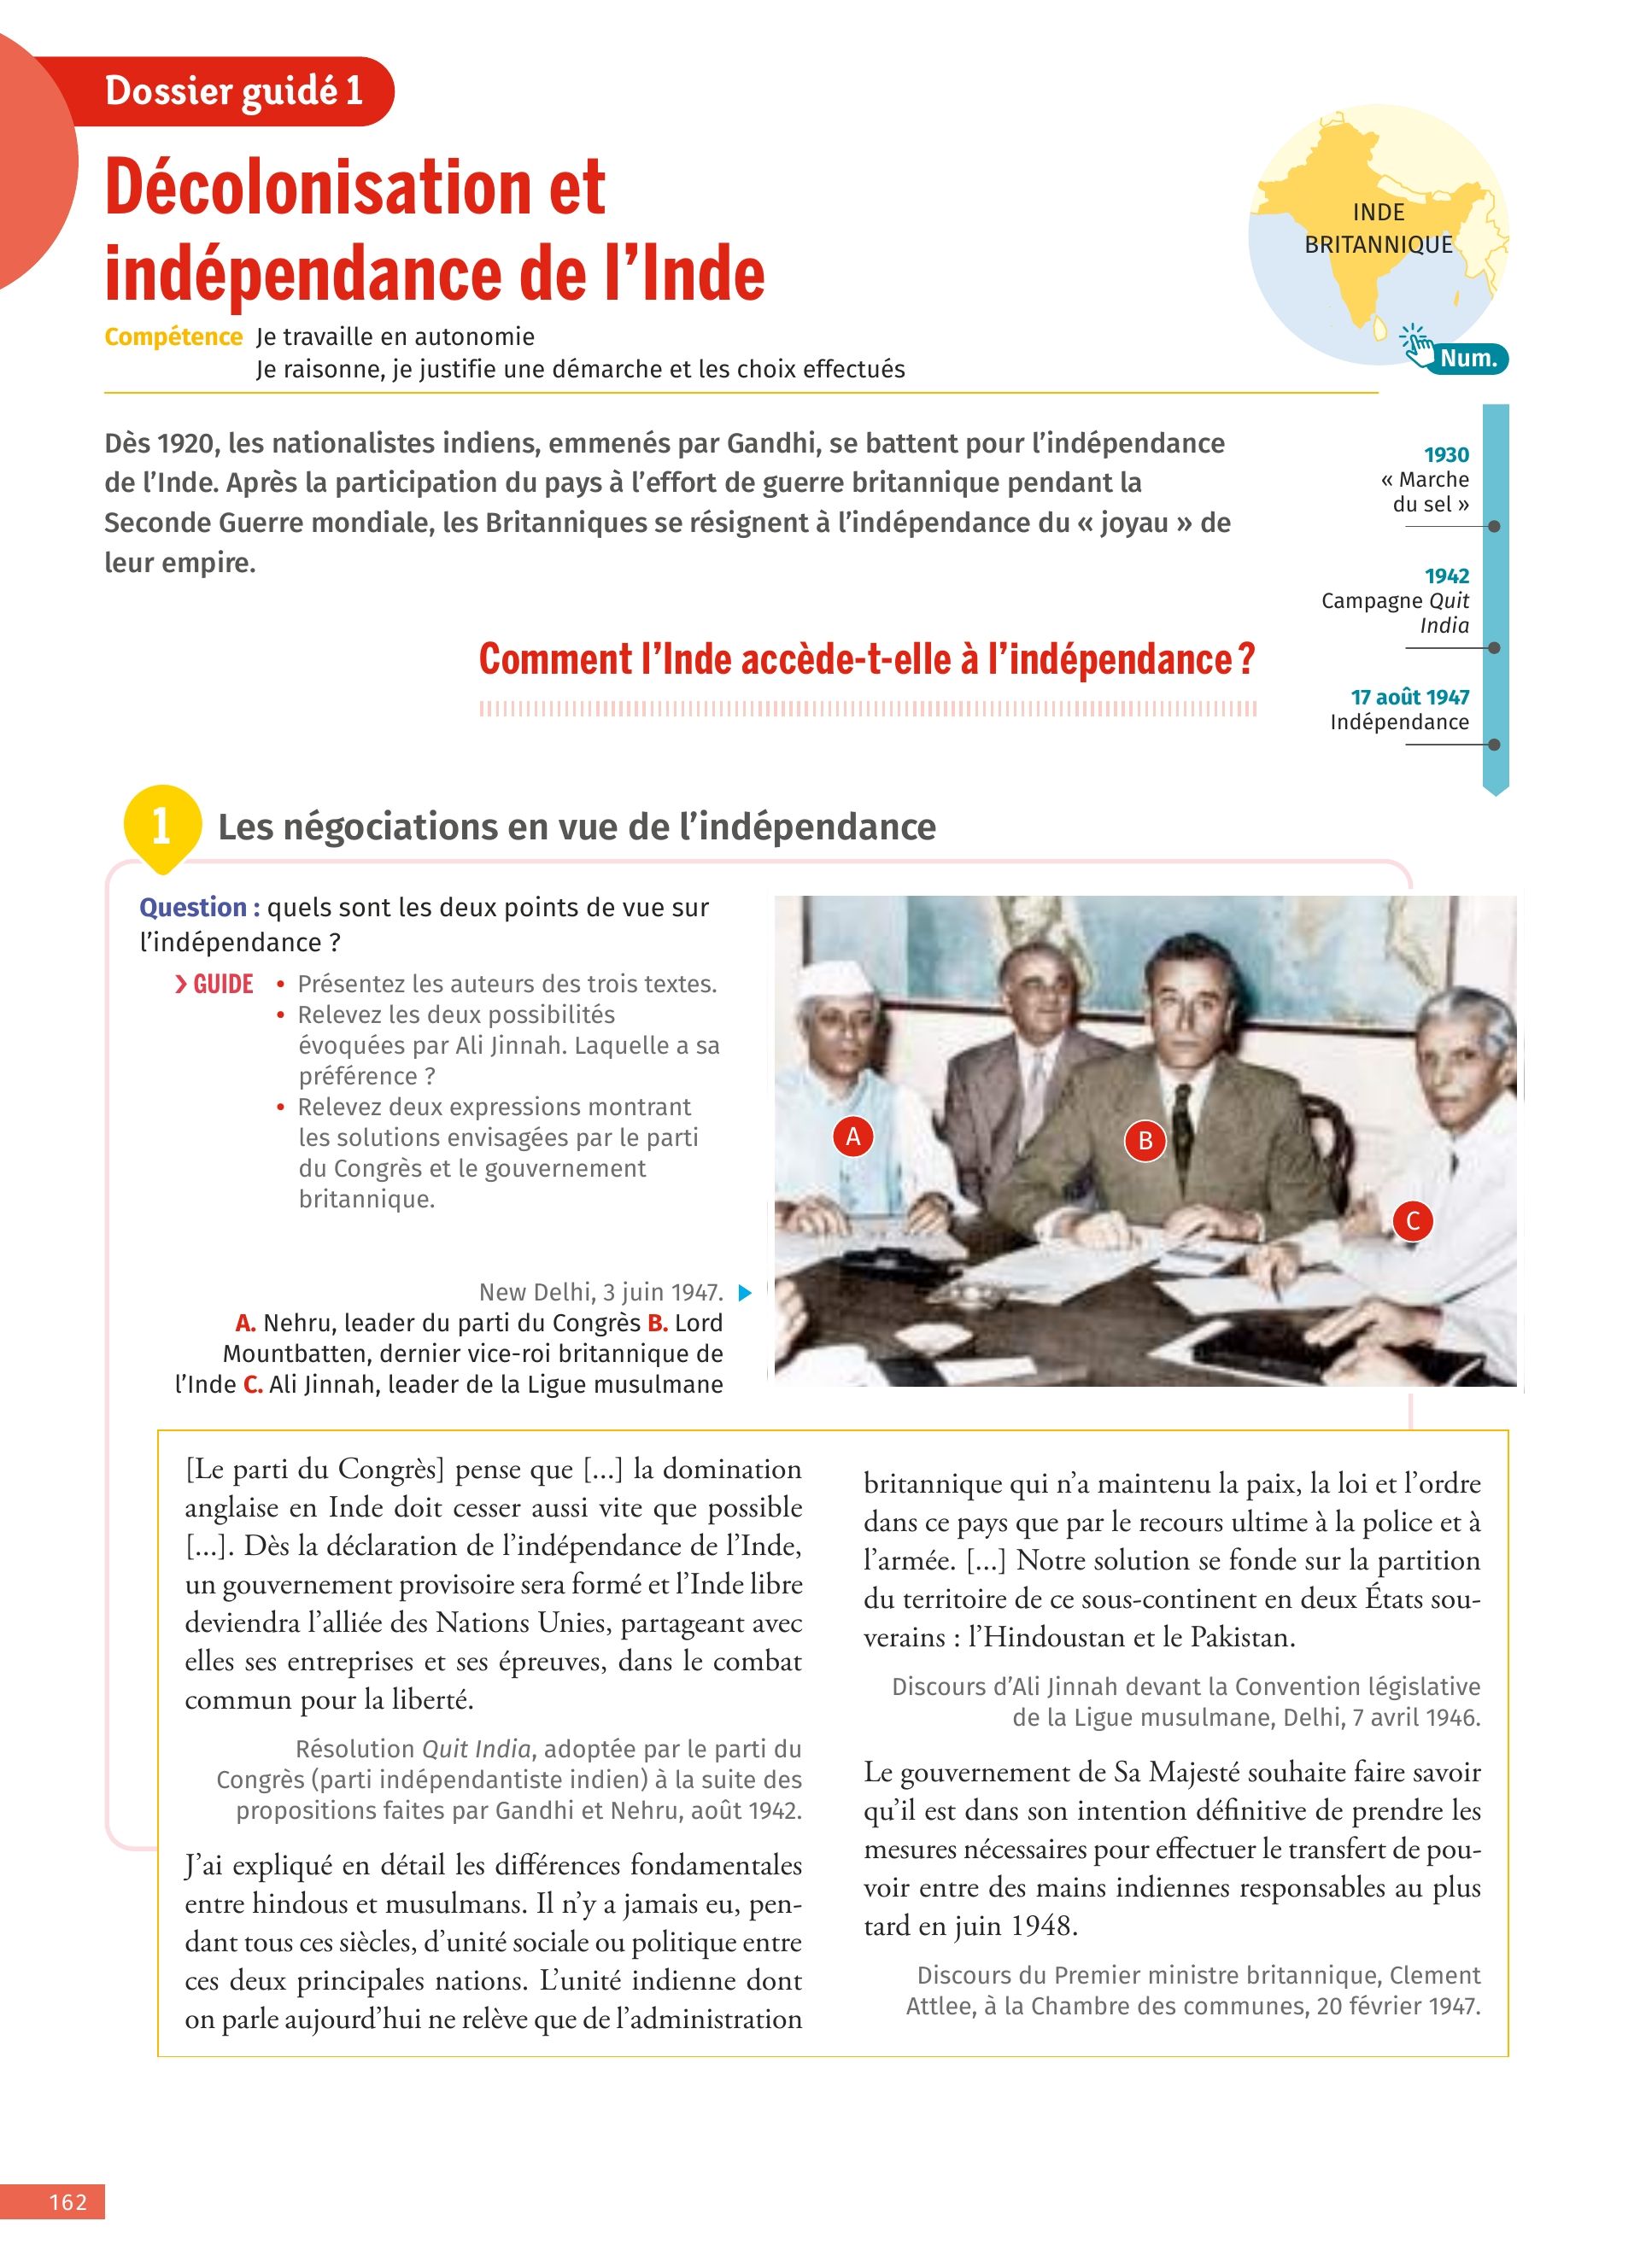 Dossier guidé 1
Décolonisation et
indépendance de l'Inde
Compétence Je travaille en autonomie
Je raisonne, je justifie une démarche et les choix effectués
INDE
BRITANNIQUE
Num.
Dès 1920, les nationalistes indiens, emmenés par Gandhi, se battent pour l'indépendance
de l'Inde. Après la participation du pays à l'effort de guerre britannique pendant la
Seconde Guerre mondiale, les Britanniques se résignent à l'indépendance du « joyau » de
leur empire.
1930
« Marche
du sel »
1942
Campagne Quit
India
17 août 1947
Indépendance
Comment l'Inde accède-t-elle à l'indépendance ?
1 Les négociations en vue de l'indépendance
Question : quels sont les deux points de vue sur
l'indépendance ?
› GUIDE • Présentez les auteurs des trois textes.
• Relevez les deux possibilités
évoquées par Ali Jinnah. Laquelle a sa
préférence ?
• Relevez deux expressions montrant
les solutions envisagées par le parti
du Congrès et le gouvernement
britannique.
A
B
C
New Delhi, 3 juin 1947.
A. Nehru, leader du parti du Congrès B. Lord
Mountbatten, dernier vice-roi britannique de
l'Inde C. Ali Jinnah, leader de la Ligue musulmane
[Le parti du Congrès] pense que [...] la domination
anglaise en Inde doit cesser aussi vite que possible
[...]. Dès la déclaration de l'indépendance de l'Inde,
un gouvernement provisoire sera formé et l'Inde libre
deviendra l'alliée des Nations Unies, partageant avec
elles ses entreprises et ses épreuves, dans le combat
commun pour la liberté.
Résolution Quit India, adoptée par le parti du
Congrès (parti indépendantiste indien) à la suite des
propositions faites par Gandhi et Nehru, août 1942.
J'ai expliqué en détail les différences fondamentales
entre hindous et musulmans. Il n'y a jamais eu, pen-
dant tous ces siècles, d'unité sociale ou politique entre
ces deux principales nations. L'unité indienne dont
on parle aujourd'hui ne relève que de l'administration
britannique qui n'a maintenu la paix, la loi et l'ordre
dans ce pays que par le recours ultime à la police et à
l'armée. [...] Notre solution se fonde sur la partition
du territoire de ce sous-continent en deux États sou-
verains : l'Hindoustan et le Pakistan.
Discours d'Ali Jinnah devant la Convention législative
de la Ligue musulmane, Delhi, 7 avril 1946.
Le gouvernement de Sa Majesté souhaite faire savoir
qu'il est dans son intention définitive de prendre les
mesures nécessaires pour effectuer le transfert de pou-
voir entre des mains indiennes responsables au plus
tard en juin 1948.
Discours du Premier ministre britannique, Clement
Attlee, à la Chambre des communes, 20 février 1947.
162